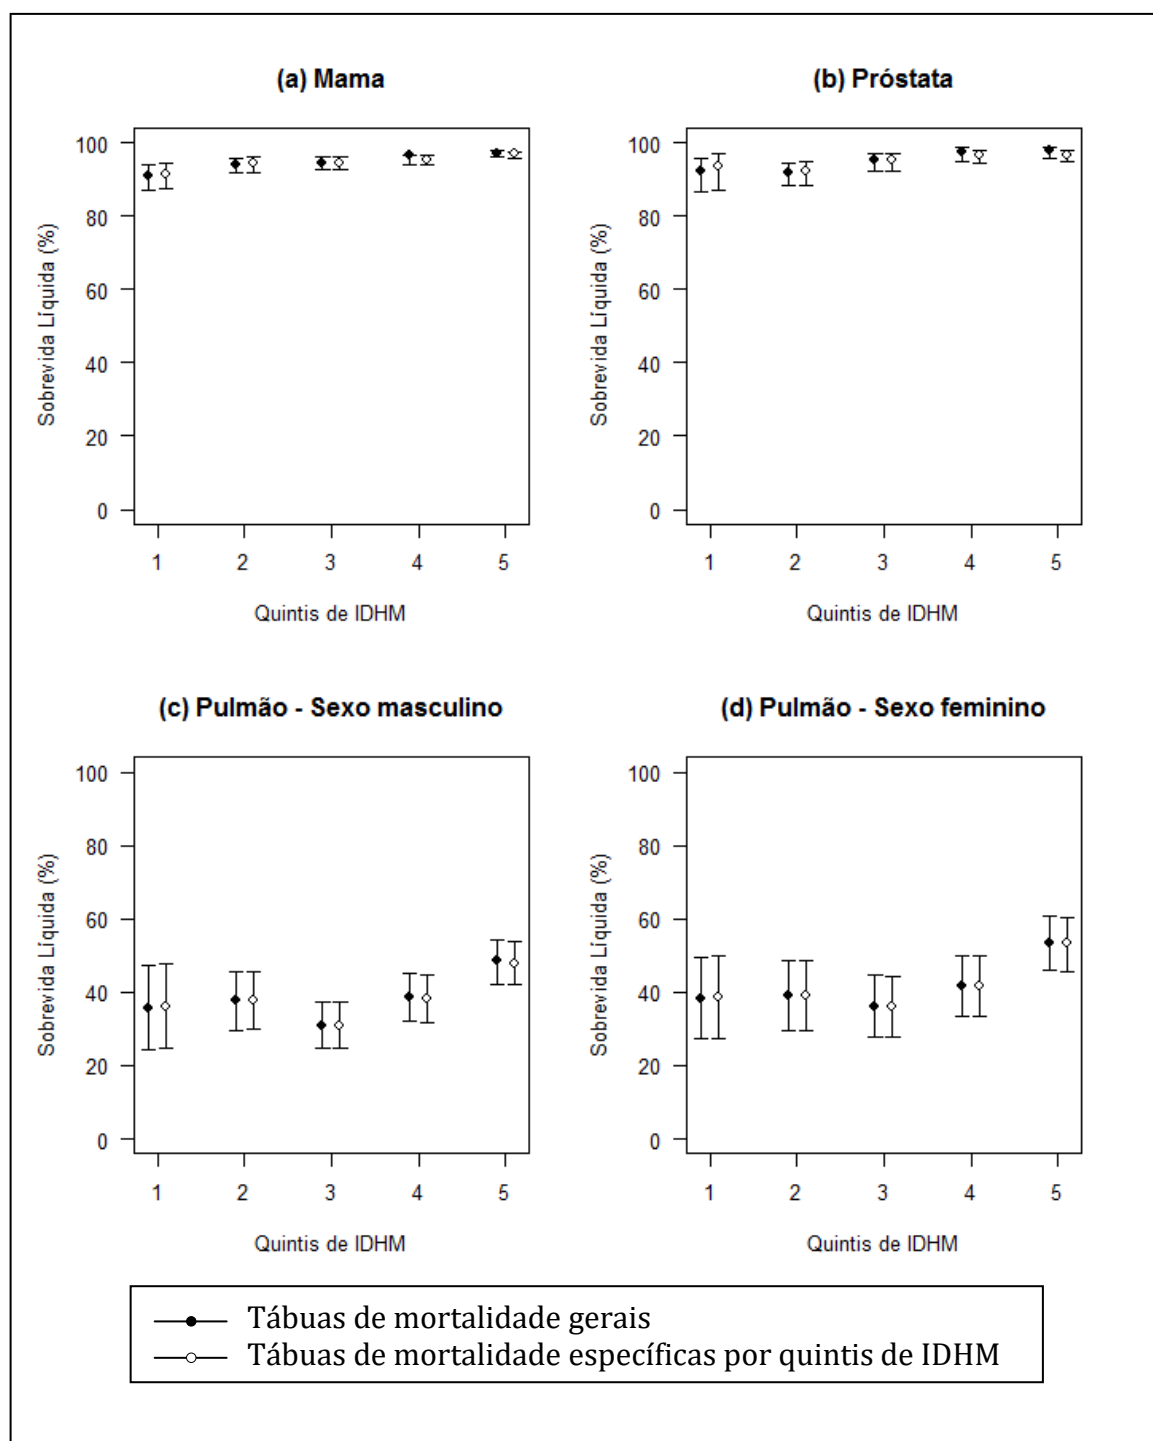 (a) Mama
Sobrevida Líquida (%)
100
80
60
40
20
0
1 2 3 4 5
Quintis de IDHM
(b) Próstata
Sobrevida Líquida (%)
100
80
60
40
20
0
1 2 3 4 5
Quintis de IDHM
(c) Pulmão - Sexo masculino
Sobrevida Líquida (%)
100
80
60
40
20
0
1 2 3 4 5
Quintis de IDHM
(d) Pulmão - Sexo feminino
Sobrevida Líquida (%)
100
80
60
40
20
0
1 2 3 4 5
Quintis de IDHM
Tábuas de mortalidade gerais
Tábuas de mortalidade específicas por quintis de IDHM